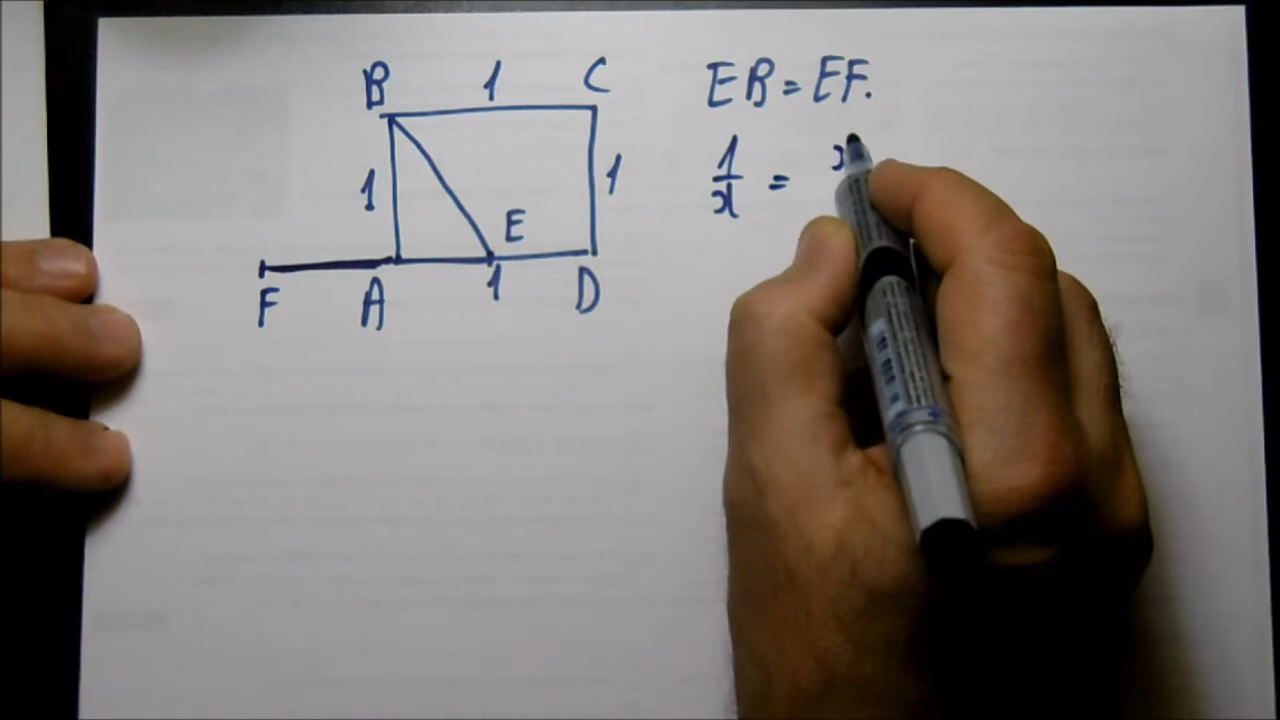 B 1 C
1 1
E
F A 1 D
EB = EF.
1/x = x